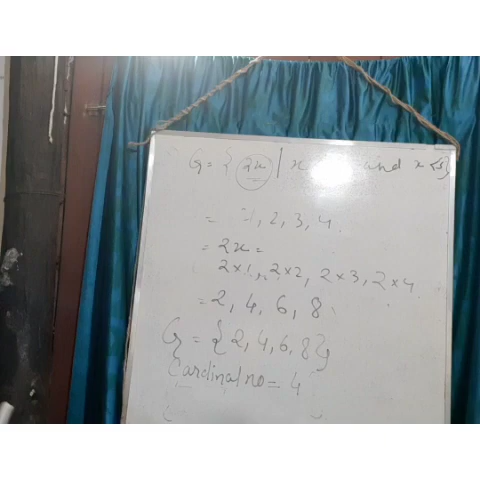 G = { 2x | x and x <5}
= 1, 2, 3, 4.
= 2x =
2×1, 2×2, 2×3, 2×4
= 2, 4, 6, 8
G = { 2, 4, 6, 8 }
Cardinal no = 4